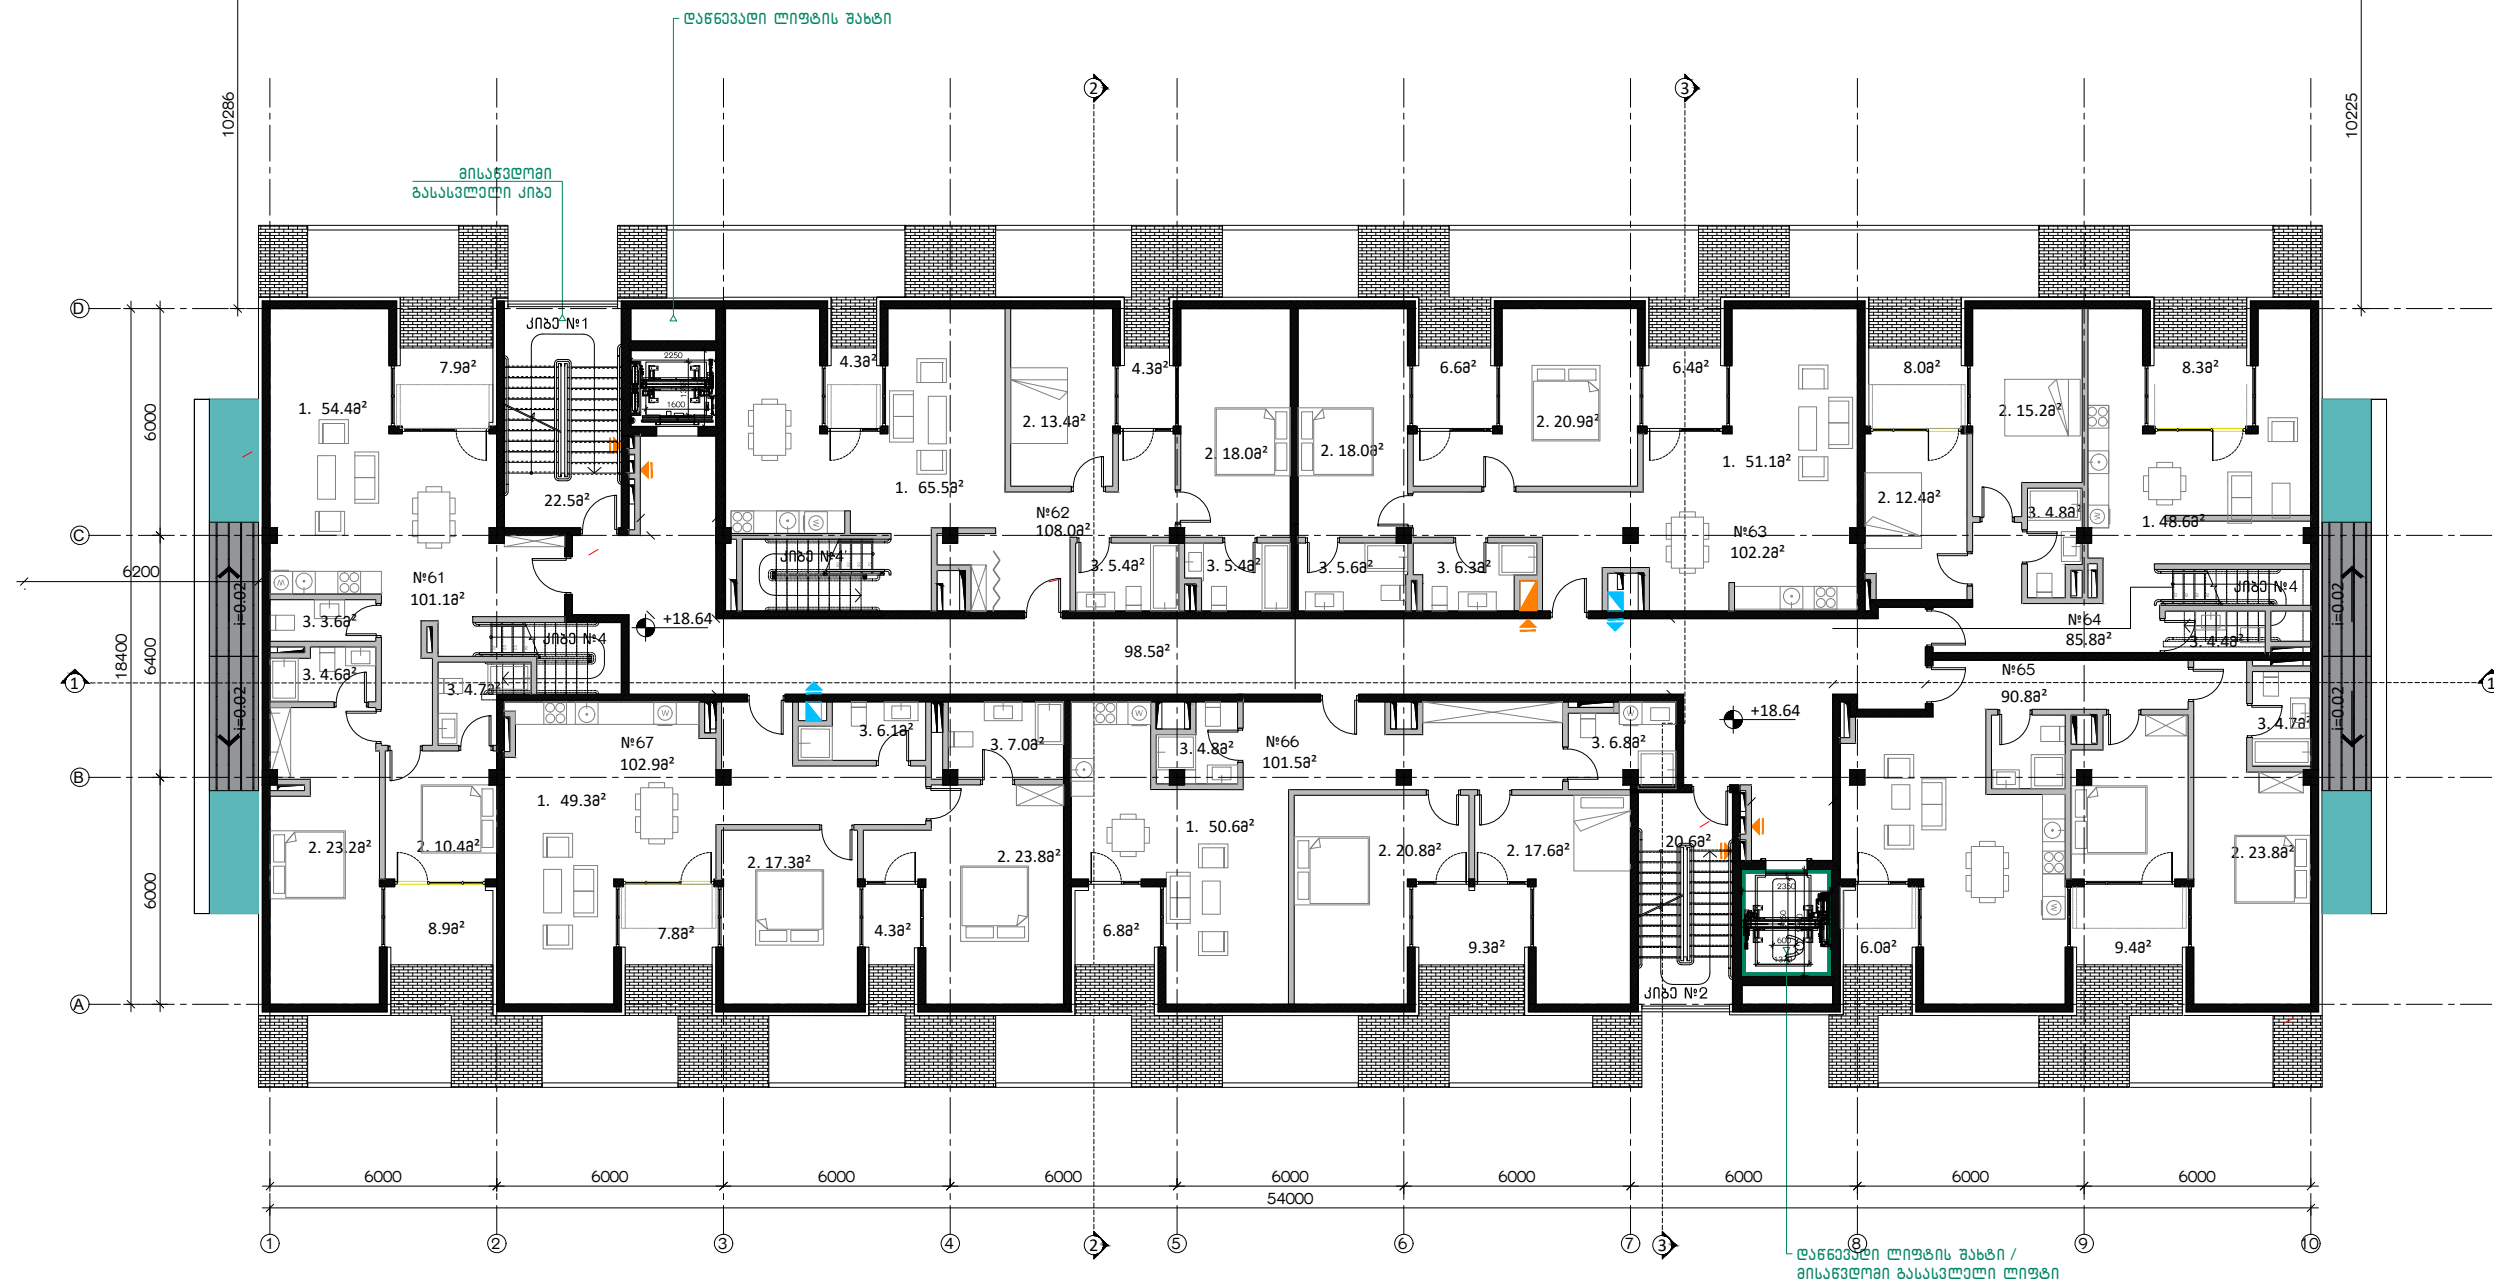 დაწნევადი ლიფტის შახტი
10286
10225
მისაწვდომი
გასასვლელი კიბე
2
3
D
C
B
A
6000
6400
6000
18400
6200
კიბე №1
2250
1600
7.9მ²
4.3მ²
4.3მ²
6.6მ²
6.4მ²
8.0მ²
8.3მ²
1. 54.4მ²
2. 13.4მ²
2. 18.0მ²
2. 18.0მ²
2. 20.9მ²
1. 51.1მ²
2. 15.2მ²
22.5მ²
1. 65.5მ²
2. 12.4მ²
№62
108.0მ²
3. 4.8მ²
1. 48.6მ²
№63
102.2მ²
კიბე №4
3. 5.4მ²
3. 5.4მ²
3. 5.6მ²
3. 6.3მ²
№61
101.1მ²
კიბე №4
i=0.02
i=0.02
3. 3.6მ²
+18.64
№64
85.8მ²
3. 4.4მ²
კიბე №4
98.5მ²
1
1
3. 4.6მ²
3. 4.7მ²
№65
90.8მ²
i=0.02
i=0.02
3. 6.1მ²
3. 7.0მ²
№67
102.9მ²
3. 4.8მ²
№66
101.5მ²
3. 6.8მ²
+18.64
3. 4.7მ²
1. 49.3მ²
1. 50.6მ²
20.6მ²
2. 23.2მ²
2. 10.4მ²
2. 17.3მ²
2. 23.8მ²
2. 20.8მ²
2. 17.6მ²
2. 23.8მ²
2350
600
1370
8.9მ²
7.8მ²
4.3მ²
6.8მ²
9.3მ²
6.0მ²
9.4მ²
კიბე №2
6000
6000
6000
6000
6000
6000
6000
6000
6000
54000
1
2
3
4
2
5
6
7
3
8
9
10
დაწნევადი ლიფტის შახტი /
მისაწვდომი გასასვლელი ლიფტი